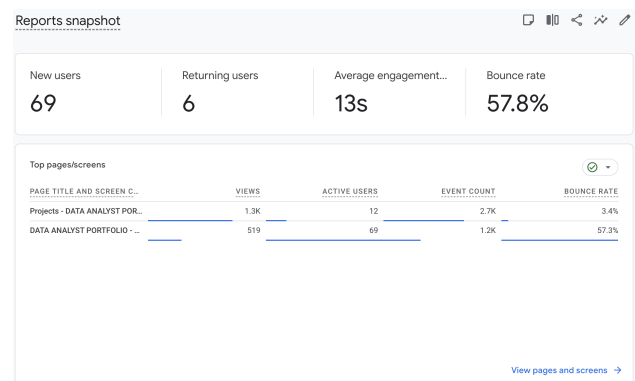 Reports snapshot
New users
Returning users
Average engagement...
Bounce rate
69
6
13s
57.8%
Top pages/screens
PAGE TITLE AND SCREEN C...
VIEWS
ACTIVE USERS
EVENT COUNT
BOUNCE RATE
Projects - DATA ANALYST POR...
1.3K
12
2.7K
3.4%
DATA ANALYST PORTFOLIO - ...
519
69
1.2K
57.3%
View pages and screens